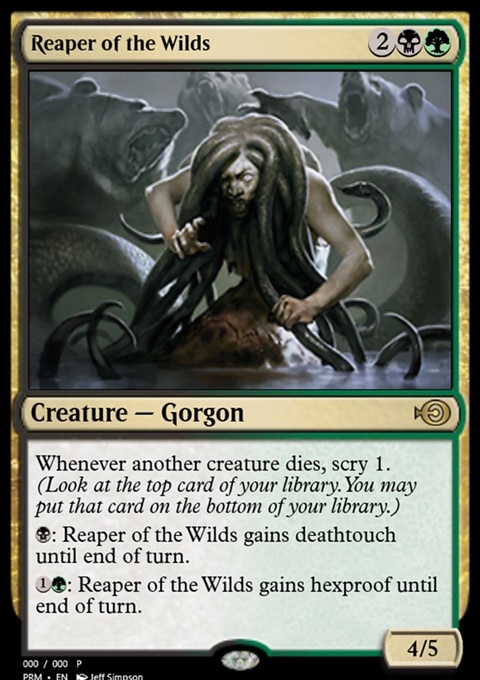 Reaper of the Wilds 2
Creature — Gorgon
Whenever another creature dies, scry 1.
(Look at the top card of your library. You may
put that card on the bottom of your library.)
: Reaper of the Wilds gains deathtouch
until end of turn.
1: Reaper of the Wilds gains hexproof until
end of turn.
4/5
000 / 000 P
PRM • EN Jeff Simpson